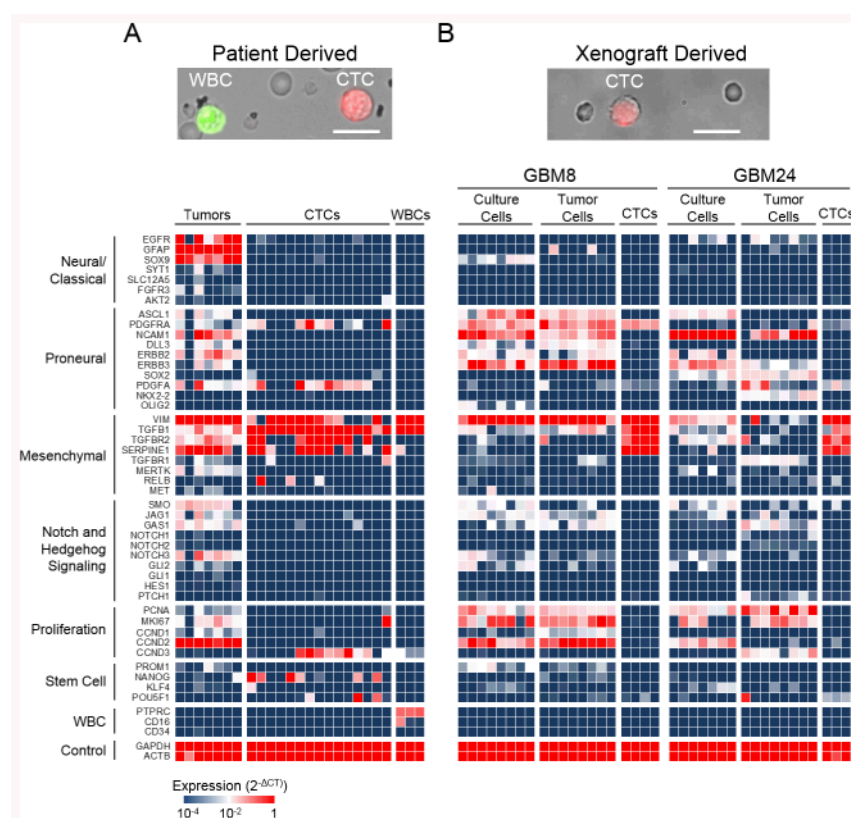 A
B
Patient Derived
Xenograft Derived
WBC
CTC
CTC
GBM8
GBM24
Tumors
CTCs
WBCs
Culture
Cells
Tumor
Cells
CTCs
Culture
Cells
Tumor
Cells
CTCs
Neural/
Classical
EGFR
GFAP
SOX9
SYT1
SLC12A5
FGFR3
AKT2
Proneural
ASCL1
PDGFRA
NCAM1
DLL3
ERBB2
ERBB3
SOX2
PDGFA
NKX2-2
OLIG2
Mesenchymal
VIM
TGFB1
TGFBR2
SERPINE1
TGFBR1
MERTK
RELB
MET
Notch and
Hedgehog
Signaling
SMO
JAG1
GAS1
NOTCH1
NOTCH2
NOTCH3
GLI2
GLI1
HES1
PTCH1
Proliferation
PCNA
MKI67
CCND1
CCND2
CCND3
Stem Cell
PROM1
NANOG
KLF4
POU5F1
WBC
PTPRC
CD16
CD34
Control
GAPDH
ACTB
Expression (2^-ΔCT)
10^-4 10^-2 1